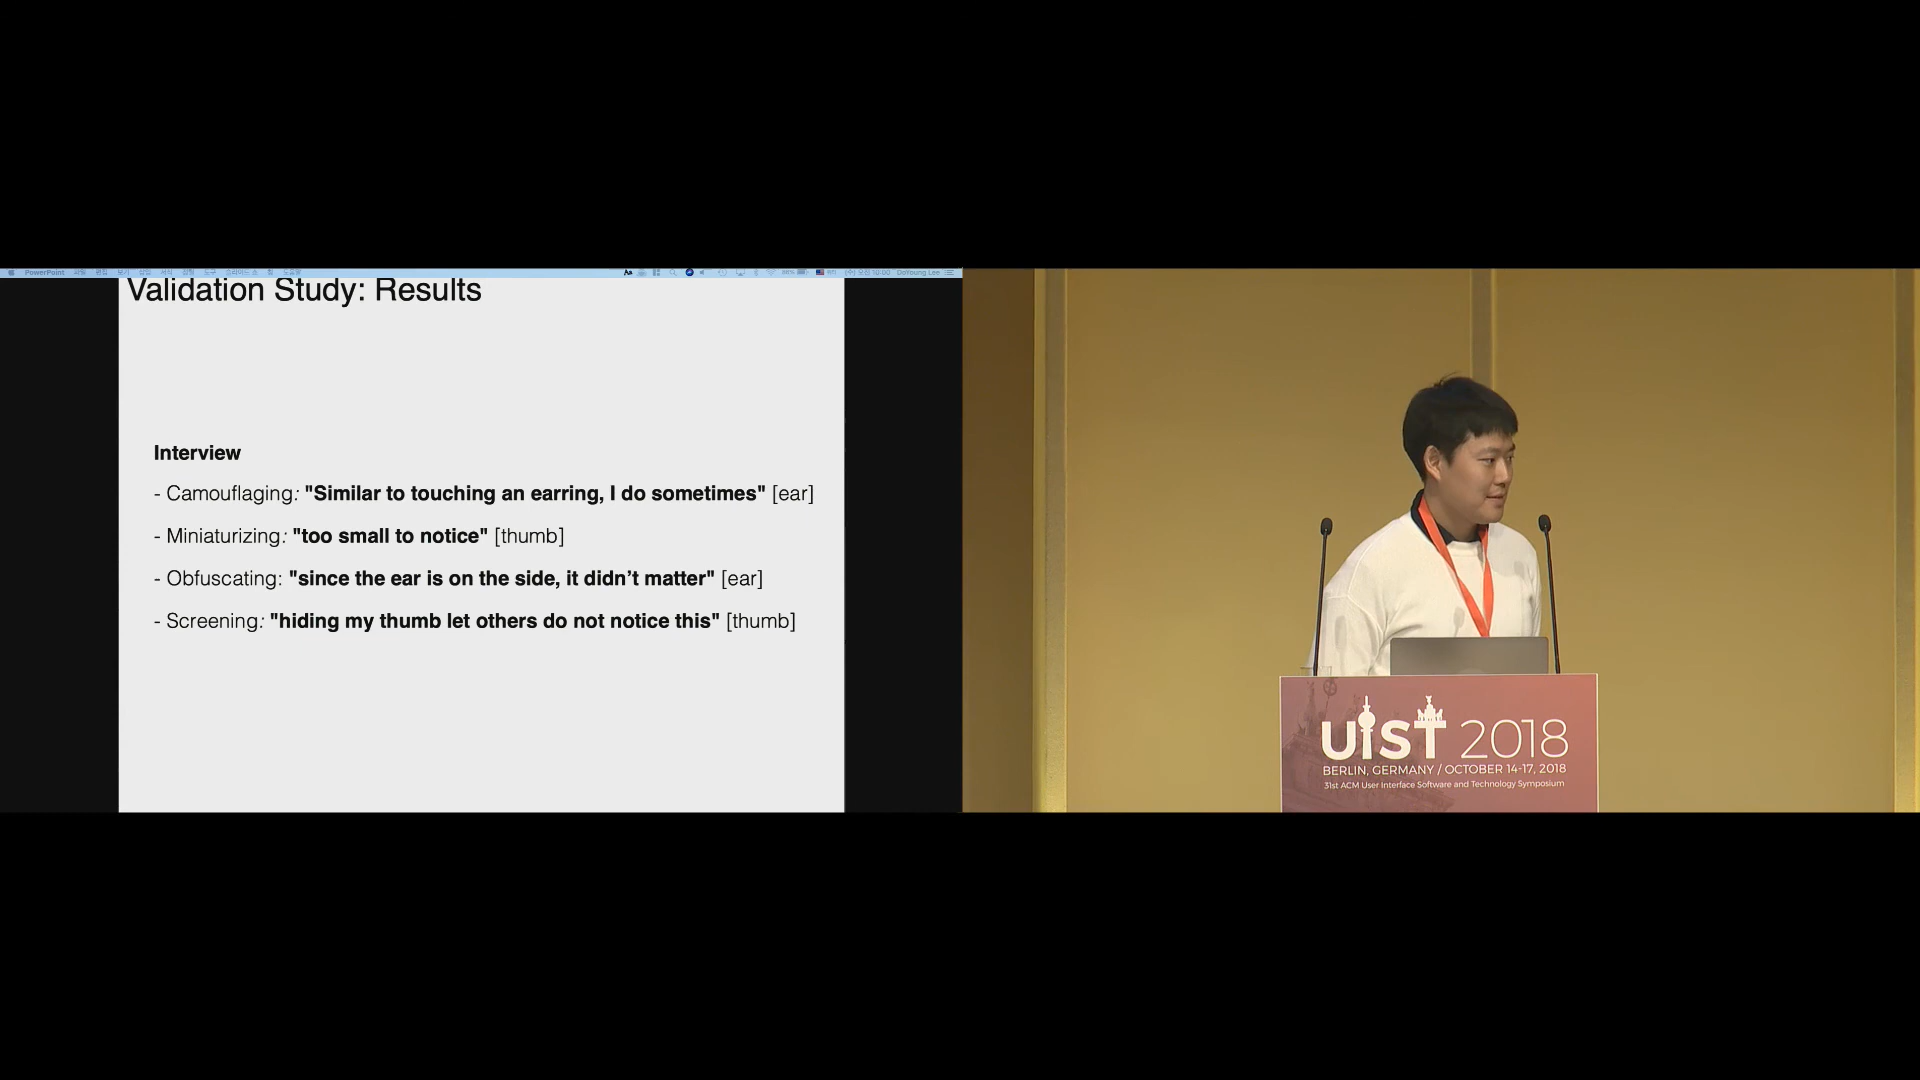 PowerPoint
DoYoung Lee
Validation Study: Results
Interview
- Camouflaging: "Similar to touching an earring, I do sometimes" [ear]
- Miniaturizing: "too small to notice" [thumb]
- Obfuscating: "since the ear is on the side, it didn’t matter" [ear]
- Screening: "hiding my thumb let others do not notice this" [thumb]
UIST 2018
BERLIN, GERMANY / OCTOBER 14-17, 2018
31st ACM User Interface Software and Technology Symposium